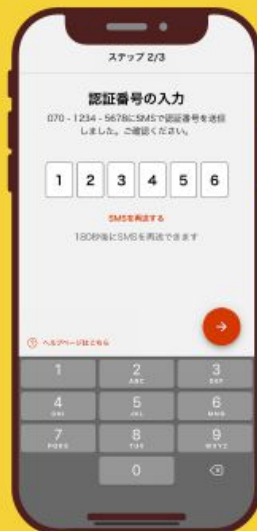 ステップ 2/3
認証番号の入力
070 - 1234 - 5678にSMSで認証番号を送信
しました。ご確認ください。
1 2 3 4 5 6
SMSを再送する
180秒後にSMSを再送できます
ヘルプページはこちら
1 2 3
ABC DEF
4 5 6
GHI JKL MNO
7 8 9
PQRS TUV WXYZ
0